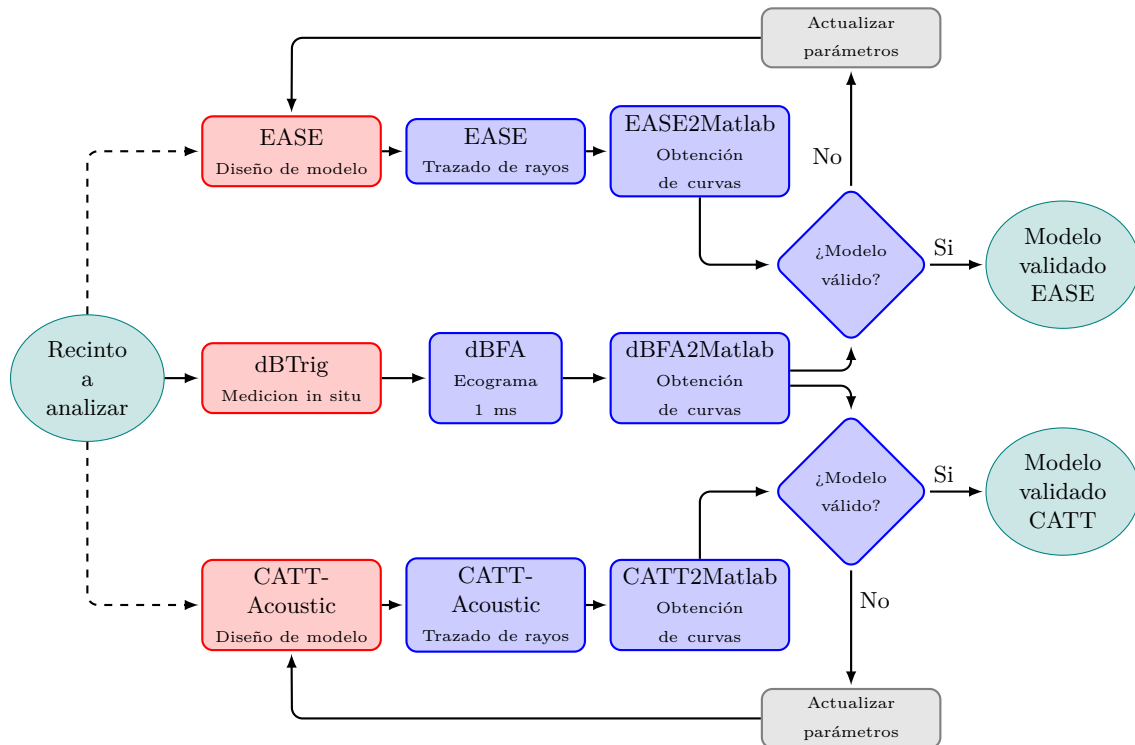 Actualizar
parámetros
EASE
Diseño de modelo
EASE
Trazado de rayos
EASE2Matlab
Obtención
de curvas
No
¿Modelo
válido?
Si
Modelo
validado
EASE
Recinto
a
analizar
dBTrig
Medicion in situ
dBFA
Ecograma
1 ms
dBFA2Matlab
Obtención
de curvas
¿Modelo
válido?
Si
Modelo
validado
CATT
CATT-
Acoustic
Diseño de modelo
CATT-
Acoustic
Trazado de rayos
CATT2Matlab
Obtención
de curvas
No
Actualizar
parámetros